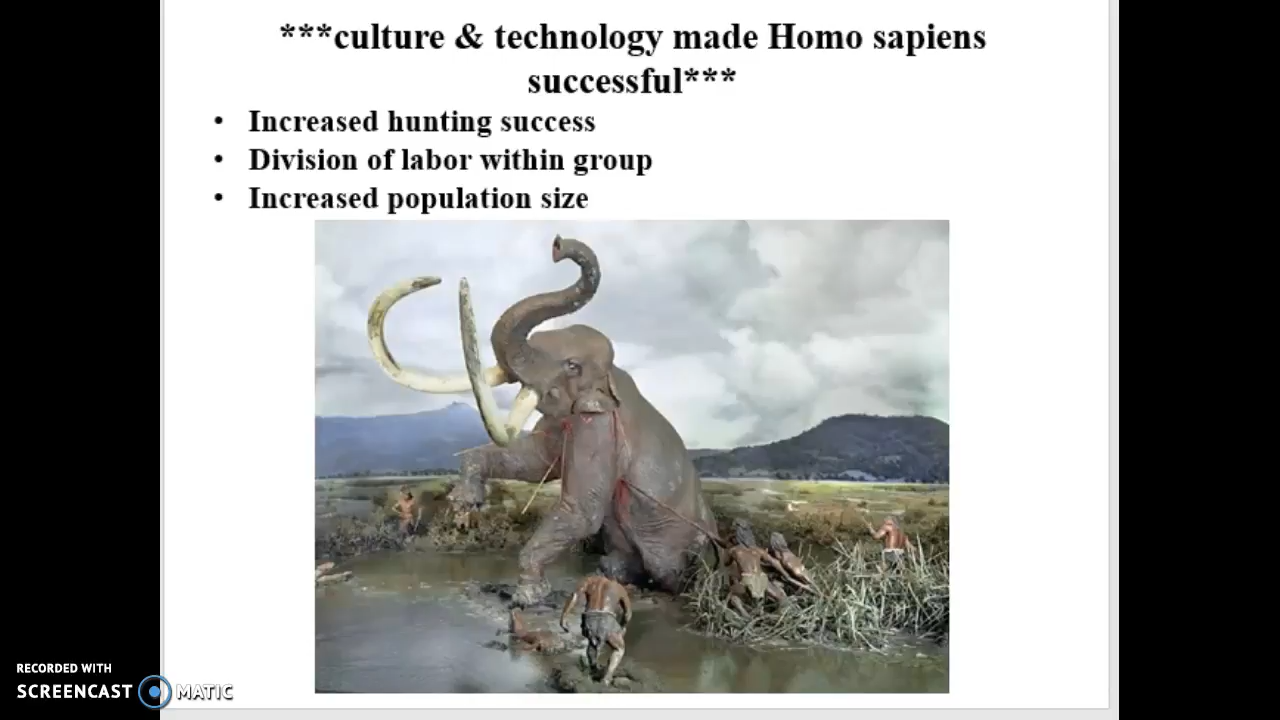 ***culture & technology made Homo sapiens
successful***
• Increased hunting success
• Division of labor within group
• Increased population size
RECORDED WITH
SCREENCAST MATIC